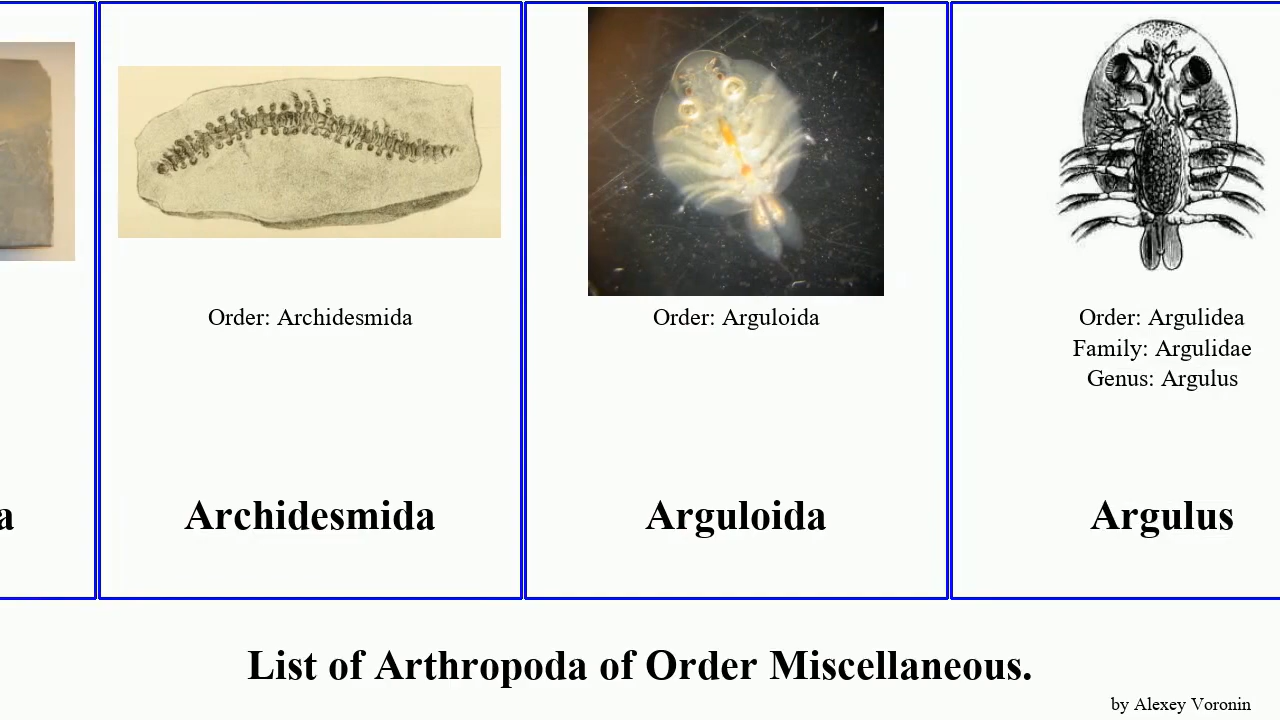 Order: Archidesmida
Order: Arguloida
Order: Argulidea
Family: Argulidae
Genus: Argulus
a
Archidesmida
Arguloida
Argulus
List of Arthropoda of Order Miscellaneous.
by Alexey Voronin